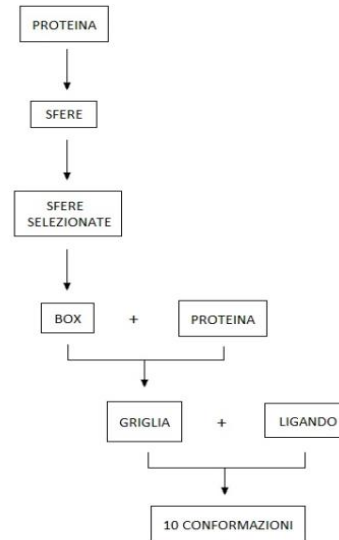 PROTEINA
SFERE
SFERE
SELEZIONATE
BOX + PROTEINA
GRIGLIA + LIGANDO
10 CONFORMAZIONI